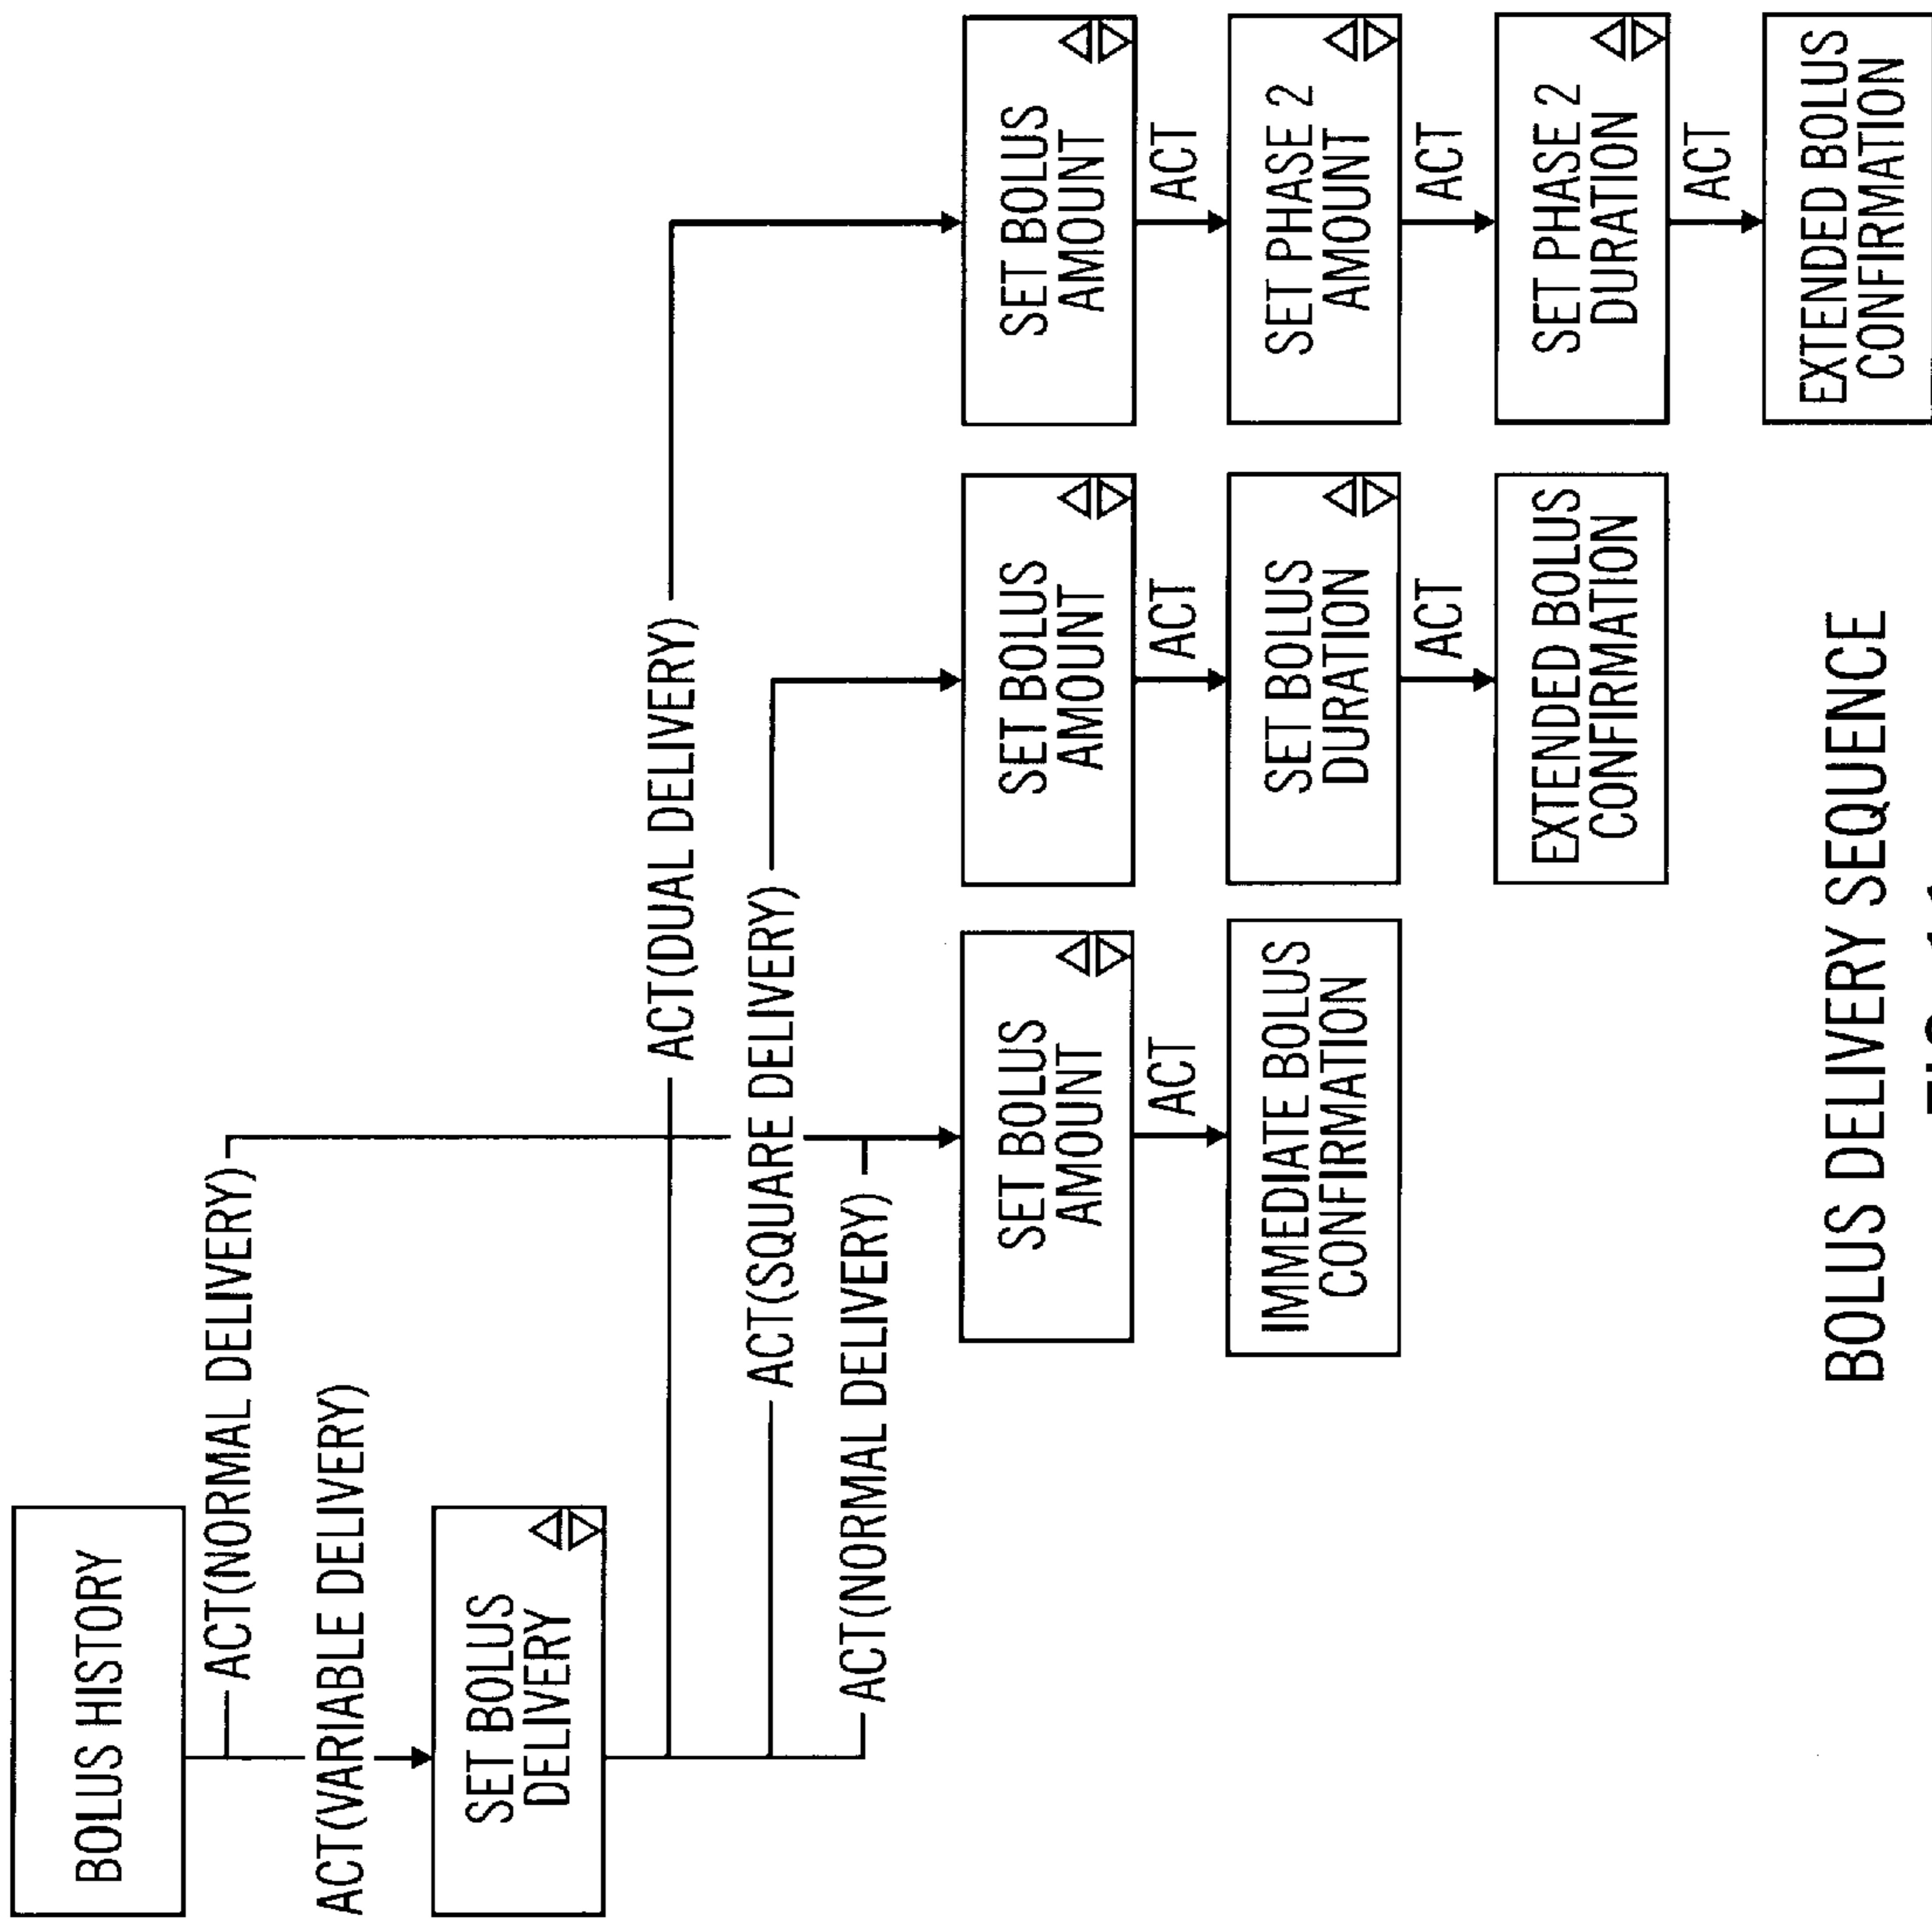 BOLUS HISTORY
ACT(NORMAL DELIVERY)
ACT(VARIABLE DELIVERY)
SET BOLUS
DELIVERY
ACT(DUAL DELIVERY)
ACT(SQUARE DELIVERY)
ACT(NORMAL DELIVERY)
SET BOLUS
AMOUNT
ACT
IMMEDIATE BOLUS
CONFIRMATION
SET BOLUS
AMOUNT
ACT
SET BOLUS
DURATION
ACT
EXTENDED BOLUS
CONFIRMATION
SET BOLUS
AMOUNT
ACT
SET PHASE 2
AMOUNT
ACT
SET PHASE 2
DURATION
ACT
EXTENDED BOLUS
CONFIRMATION
BOLUS DELIVERY SEQUENCE